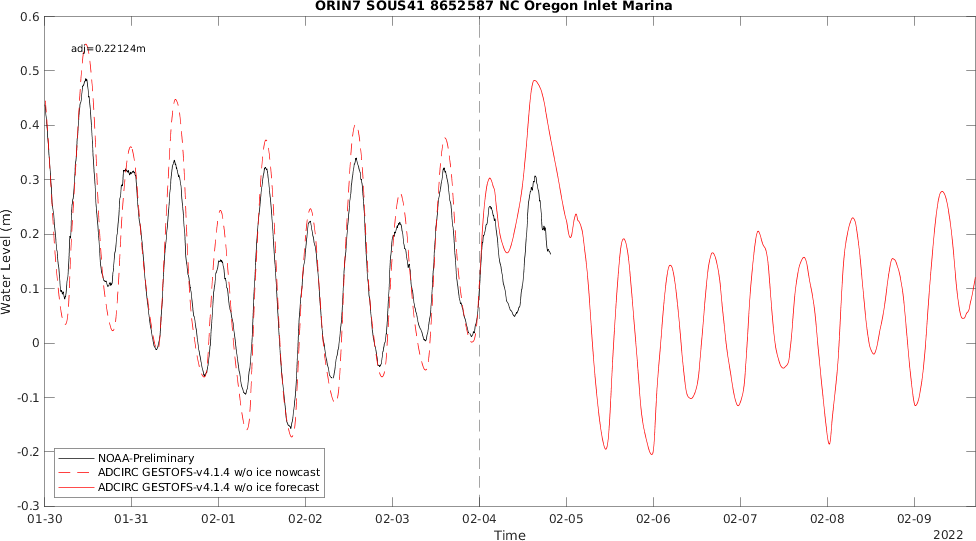 ORIN7 SOUS41 8652587 NC Oregon Inlet Marina
adj=0.22124m
0.6
0.5
0.4
0.3
0.2
0.1
0
-0.1
-0.2
-0.3
Water Level (m)
NOAA-Preliminary
ADCIRC GESTOFS-v4.1.4 w/o ice nowcast
ADCIRC GESTOFS-v4.1.4 w/o ice forecast
01-30 01-31 02-01 02-02 02-03 02-04 02-05 02-06 02-07 02-08 02-09
Time
2022